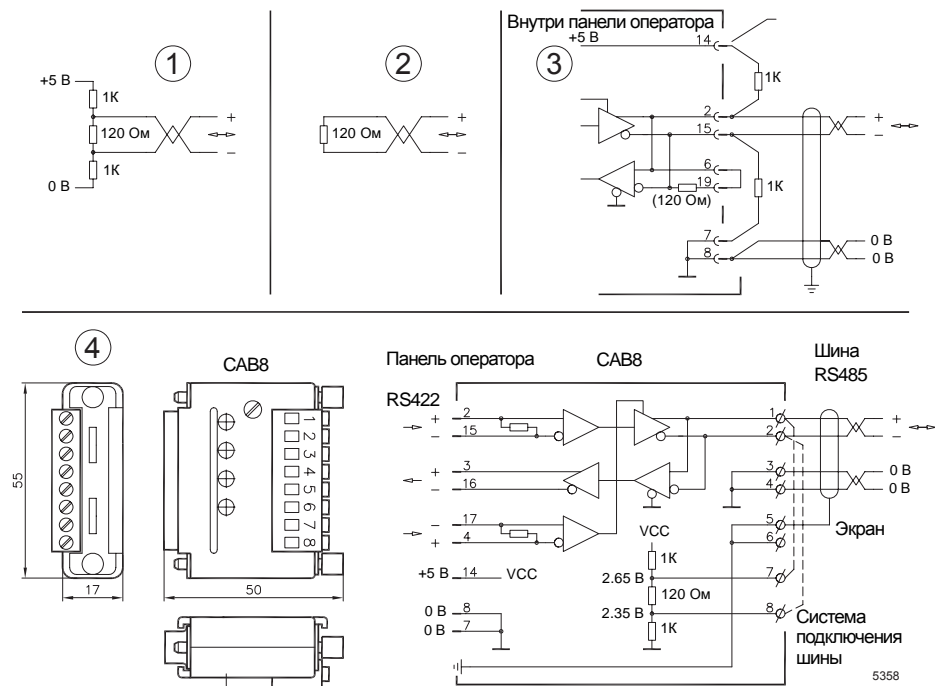 1
+5 В
1К
120 Ом
1К
0 В
+
−
2
120 Ом
+
−
3
Внутри панели оператора
+5 В
14
1К
2
15
+
−
6
19
(120 Ом)
1К
7
8
0 В
0 В
4
55
17
CAB8
1
2
3
4
5
6
7
8
50
Панель оператора
CAB8
Шина
RS485
RS422
+ 2
− 15
+ 3
− 16
− 17
+ 4
+5 В 14 VCC
0 В 8
0 В 7
VCC
1К
2.65 В
120 Ом
2.35 В
1К
1
2
3
4
5
6
7
8
+
−
0 В
0 В
Экран
Система
подключения
шины
5358